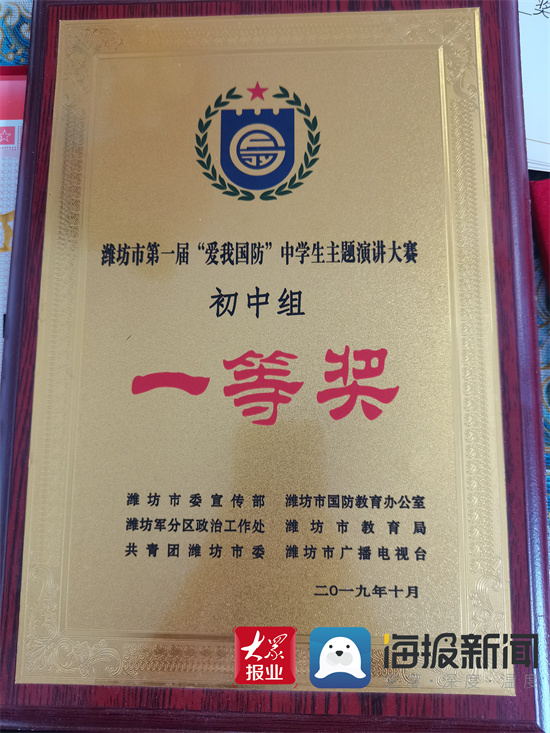 潍坊市第一届“爱我国防”中学生主题演讲大赛
初中组
一等奖
潍坊市委宣传部 潍坊市国防教育办公室
潍坊军分区政治工作处 潍坊市教育局
共青团潍坊市委 潍坊市广播电视台
二〇一九年十月
大众报业
海报新闻
奖